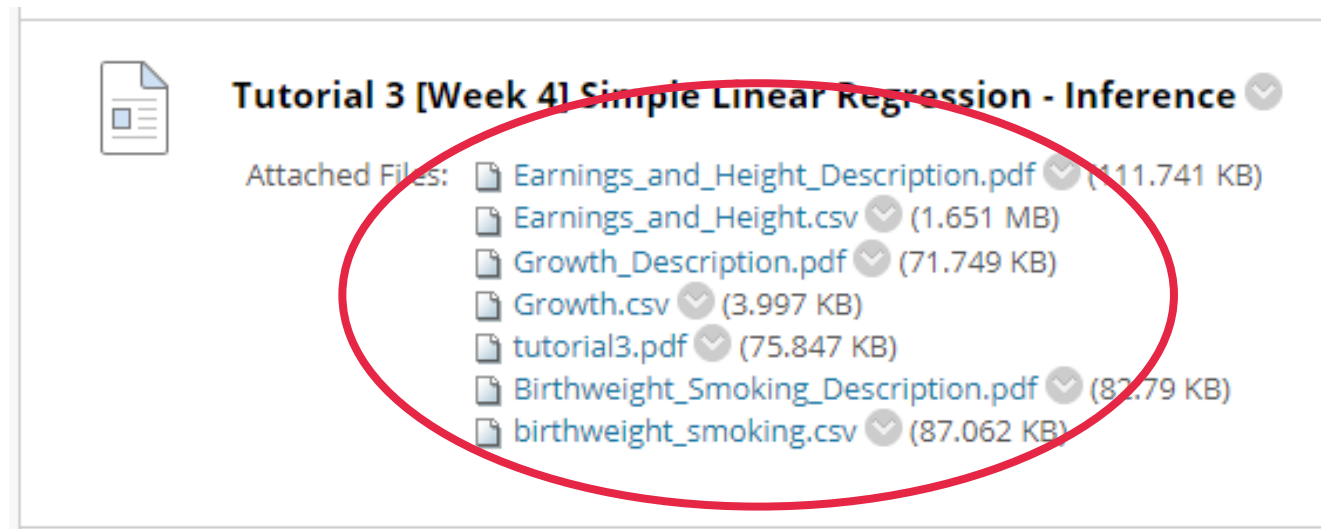 Tutorial 3 [Week 4] Simple Linear Regression - Inference
Attached Files: Earnings_and_Height_Description.pdf (111.741 KB)
Earnings_and_Height.csv (1.651 MB)
Growth_Description.pdf (71.749 KB)
Growth.csv (3.997 KB)
tutorial3.pdf (75.847 KB)
Birthweight_Smoking_Description.pdf (82.79 KB)
birthweight_smoking.csv (87.062 KB)